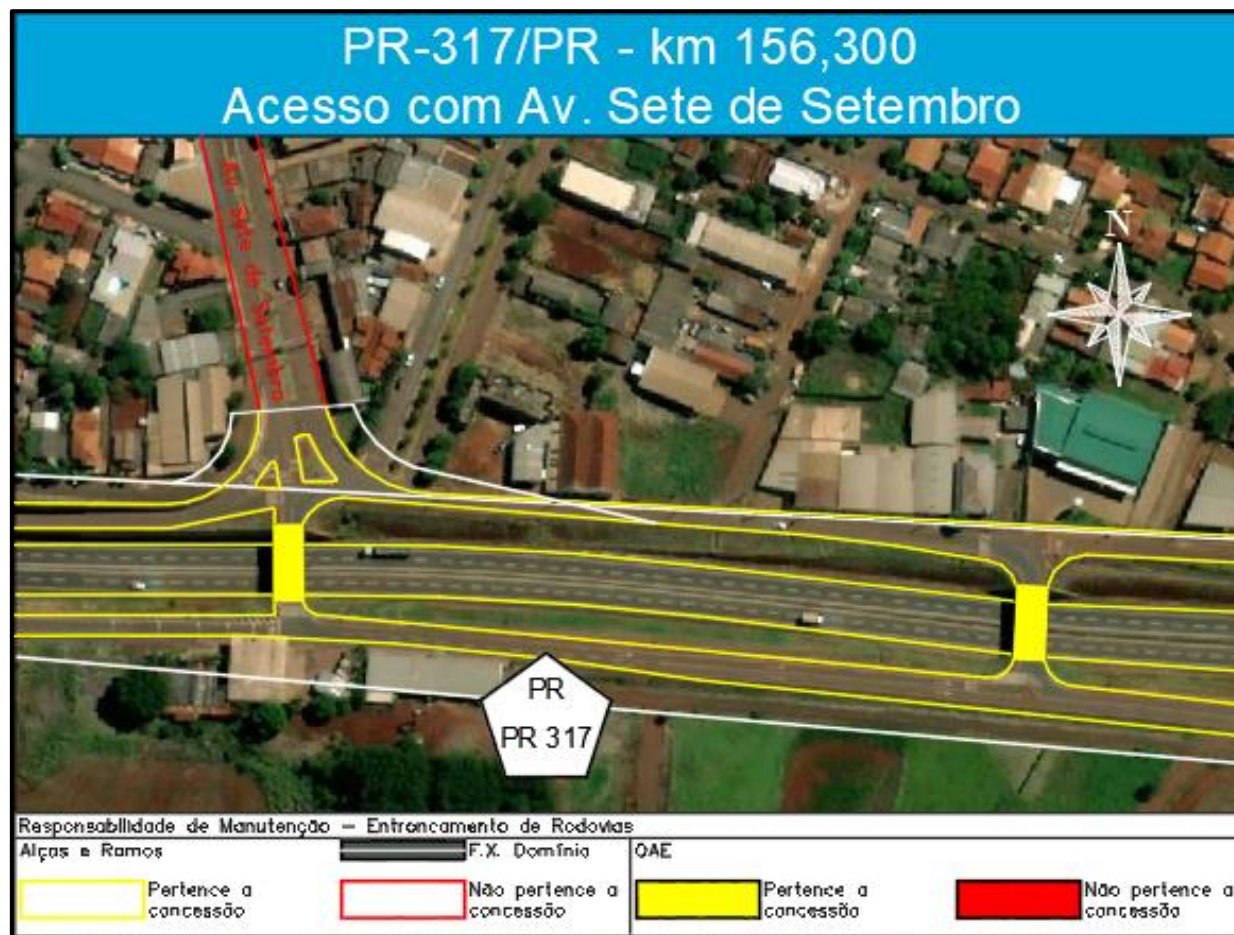 PR-317/PR - km 156,300
Acesso com Av. Sete de Setembro
Av. Sete de Setembro
N
PR
PR 317
Responsabilidade de Manutenção – Entroncamento de Rodovias
Alças e Ramos
F.X. Domínio
OAE
Pertence a
concessão
Não pertence a
concessão
Pertence a
concessão
Não pertence a
concessão